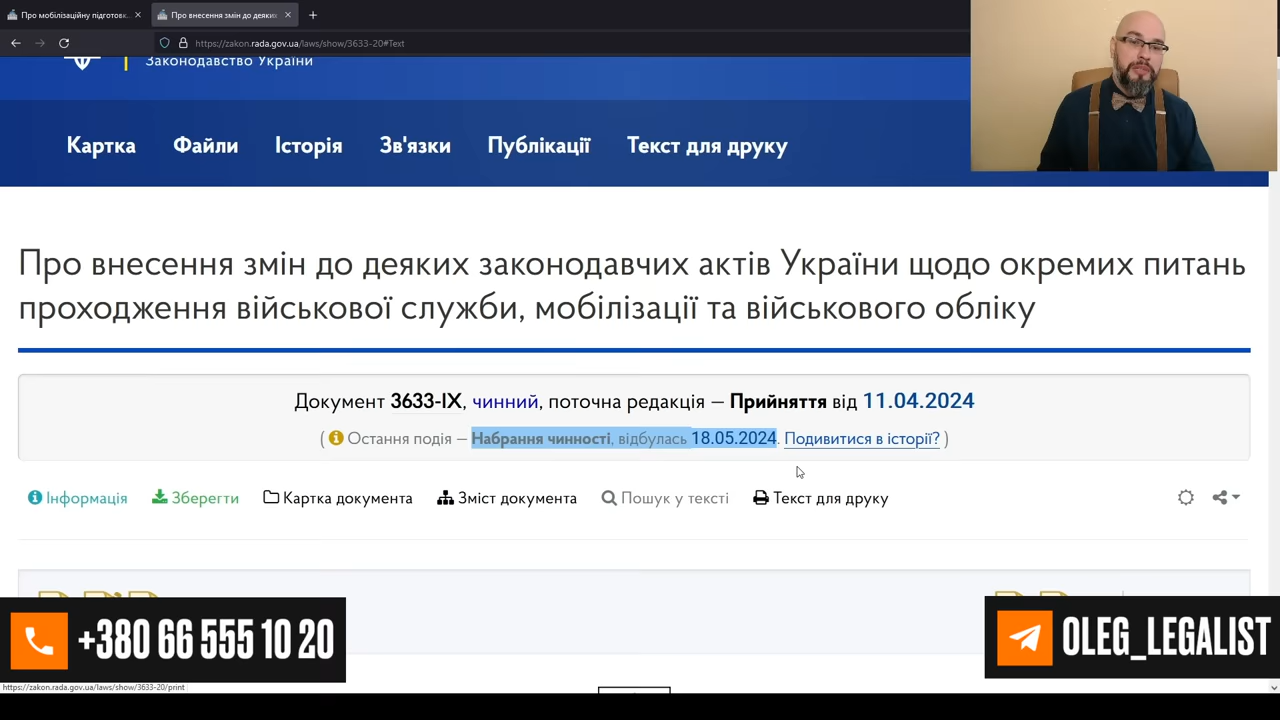 Про мобілізаційну підготовк
Про внесення змін до деяких
https://zakon.rada.gov.ua/laws/show/3633-20#Text
Законодавство України
Картка Файли Історія Зв'язки Публікації Текст для друку
Про внесення змін до деяких законодавчих актів України щодо окремих питань
проходження військової служби, мобілізації та військового обліку
Документ 3633-IX, чинний, поточна редакція — Прийняття від 11.04.2024
( Остання подія — Набрання чинності, відбулась 18.05.2024. Подивитися в історії? )
Інформація Зберегти Картка документа Зміст документа Пошук у тексті Текст для друку
+380 66 555 10 20
OLEG_LEGALIST
https://zakon.rada.gov.ua/laws/show/3633-20/print